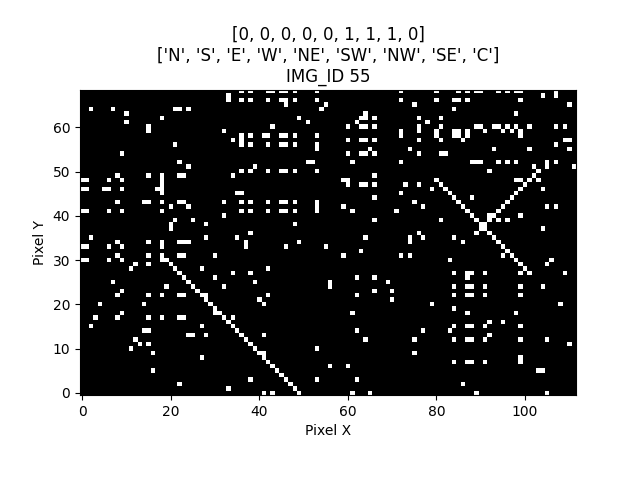 [0, 0, 0, 0, 0, 1, 1, 1, 0]
['N', 'S', 'E', 'W', 'NE', 'SW', 'NW', 'SE', 'C']
IMG_ID 55
60
50
40
30
20
10
0
Pixel Y
0 20 40 60 80 100
Pixel X